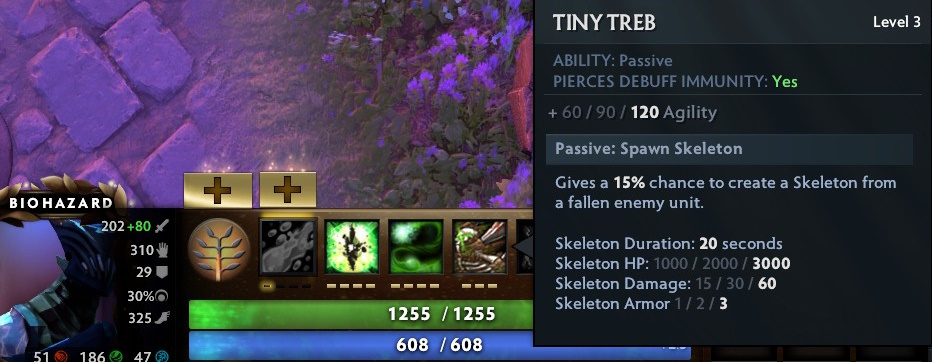 TINY TREB
Level 3
ABILITY: Passive
PIERCES DEBUFF IMMUNITY: Yes
+ 60 / 90 / 120 Agility
Passive: Spawn Skeleton
Gives a 15% chance to create a Skeleton from
a fallen enemy unit.
Skeleton Duration: 20 seconds
Skeleton HP: 1000 / 2000 / 3000
Skeleton Damage: 15 / 30 / 60
Skeleton Armor 1 / 2 / 3
BIOHAZARD
202+80
310
29
30%
325
51 186 47
1255 / 1255
608 / 608